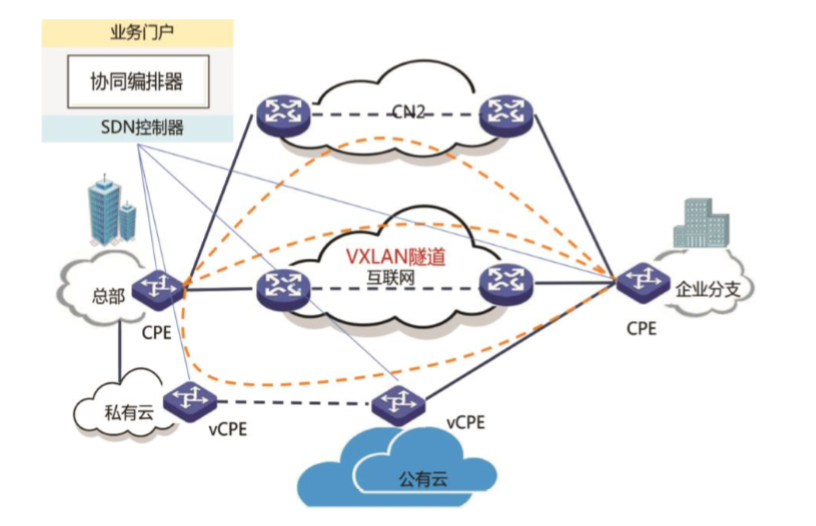 业务门户
协同编排器
SDN控制器
CN2
VXLAN隧道
互联网
总部
CPE
企业分支
CPE
私有云
vCPE
vCPE
公有云